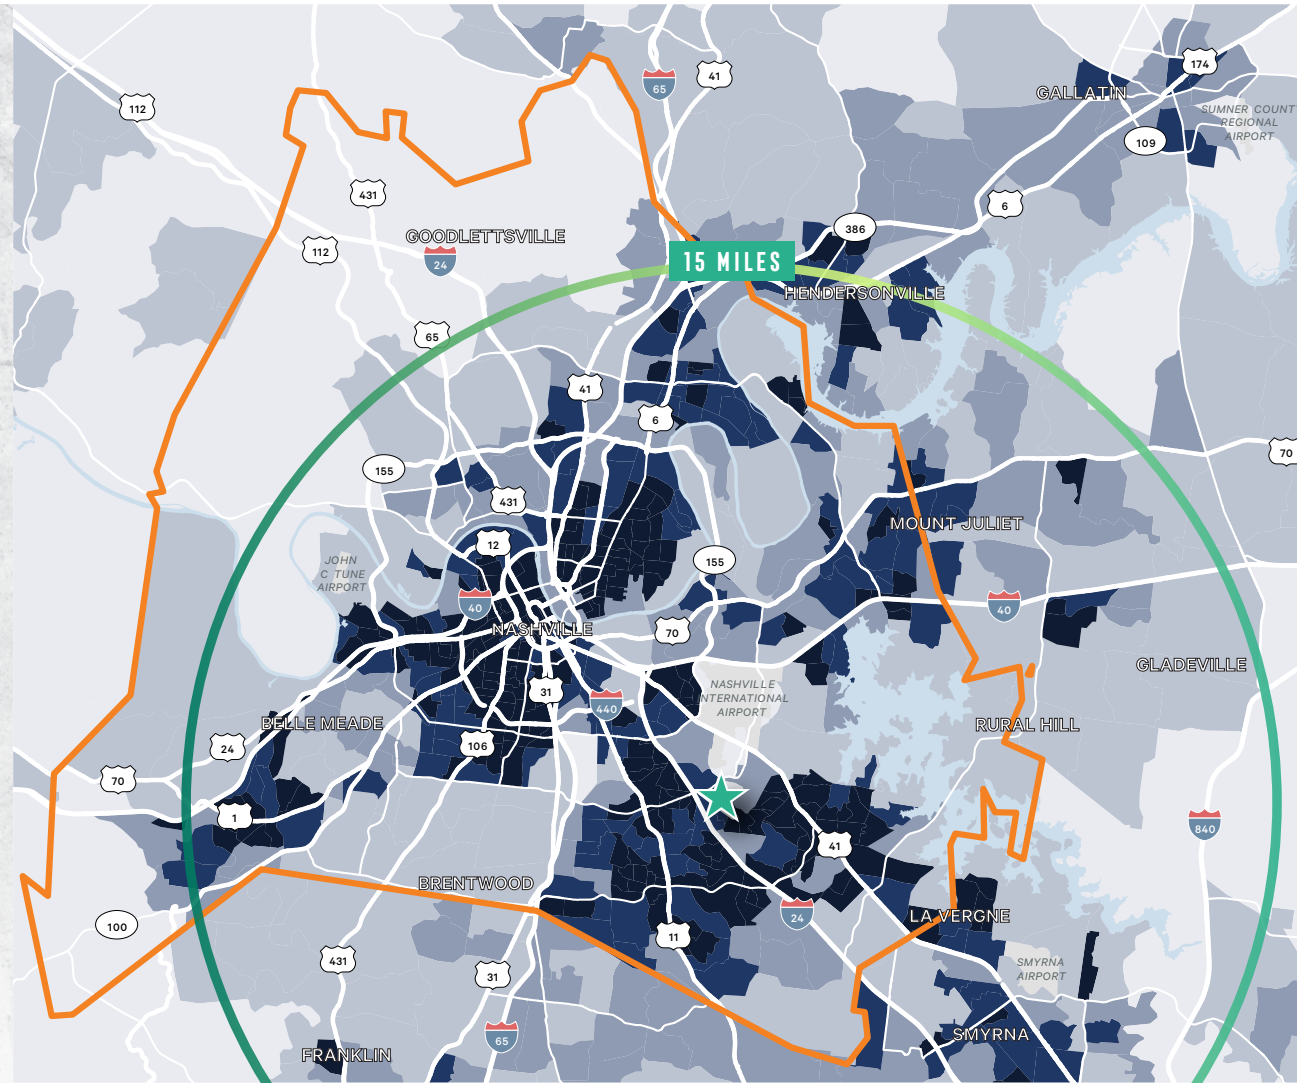 174
41
65
GALLATIN
112
SUMNER COUNT
REGIONAL
AIRPORT
109
431
6
386
GOODLETTSVILLE
112
24
15 MILES
HENDERSONVILLE
65
41
6
70
155
431
MOUNT JULIET
12
155
JOHN
C TUNE
AIRPORT
40
40
NASHVILLE
70
GLADEVILLE
NASHVILLE
INTERNATIONAL
AIRPORT
31
440
BELLE MEADE
RURAL HILL
24
106
70
1
840
41
BRENTWOOD
24
LA VERGNE
100
11
431
31
SMYRNA
AIRPORT
65
SMYRNA
FRANKLIN